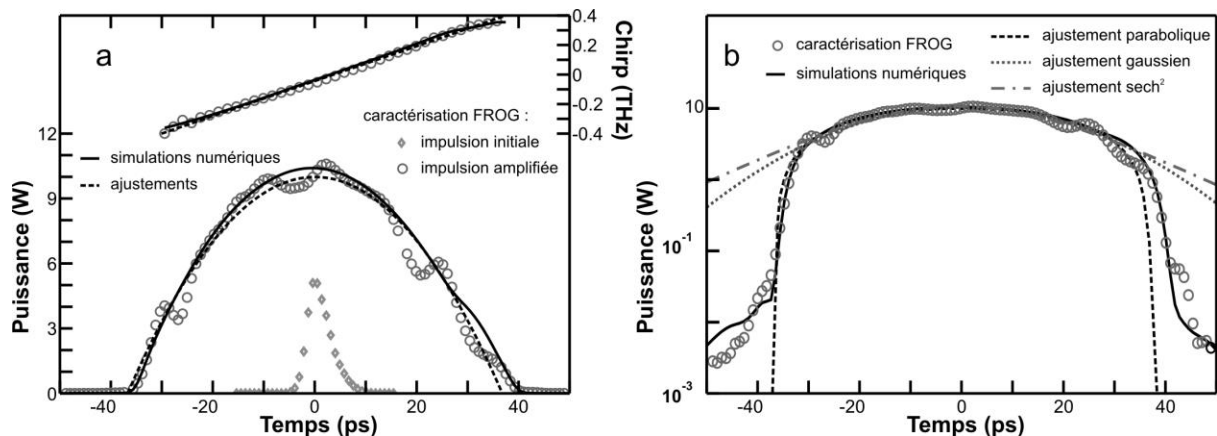 a
0.4
0.2
0
-0.2
-0.4
Chirp (THz)
caractérisation FROG :
impulsion initiale
impulsion amplifiée
simulations numériques
ajustements
12
9
6
3
0
Puissance (W)
-40
-20
0
20
40
Temps (ps)
b
caractérisation FROG
simulations numériques
ajustement parabolique
ajustement gaussien
ajustement sech²
10
10⁻¹
10⁻³
Puissance (W)
-40
-20
0
20
40
Temps (ps)